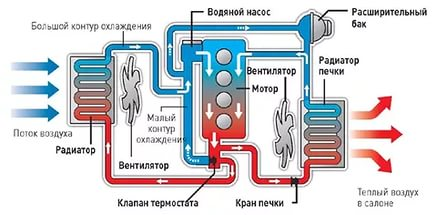 Водяной насос
Расширительный
бак
Большой контур охлаждения
Вентилятор
Радиатор
печки
Мотор
Малый
контур
охлаждения
Поток воздуха
Радиатор
Вентилятор
Клапан термостата
Кран печки
Теплый воздух
в салоне